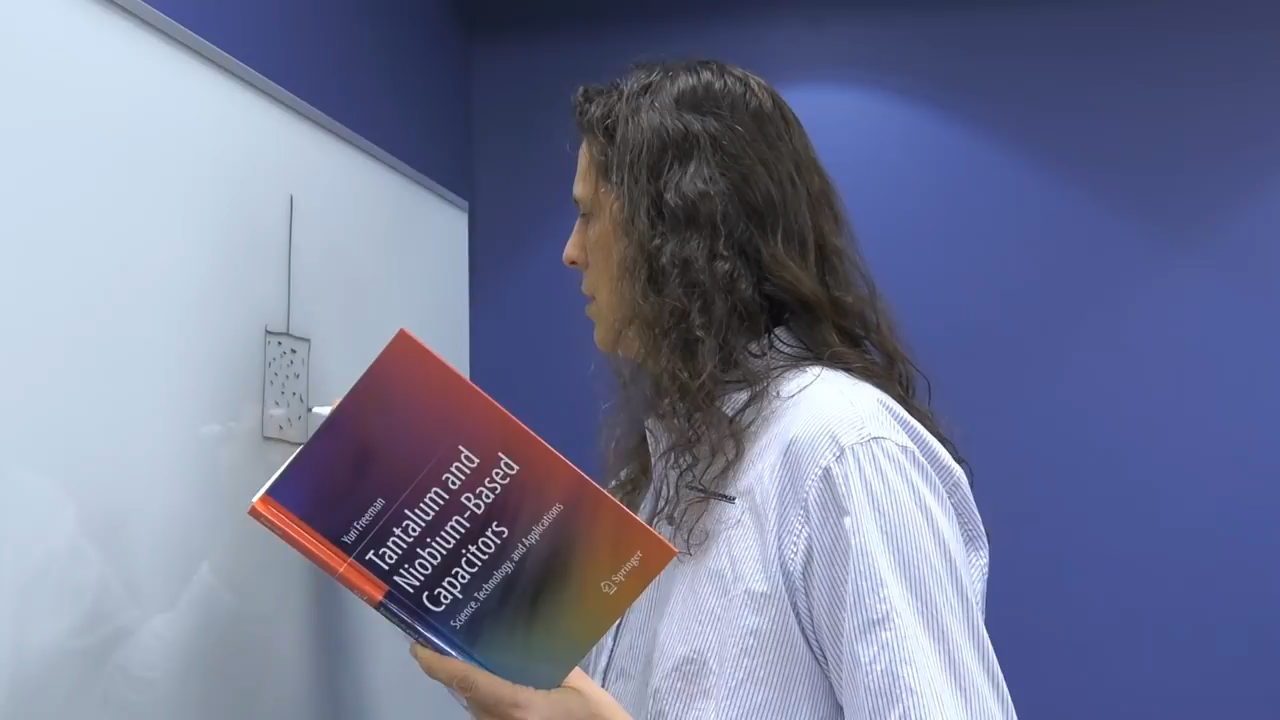 Yuri Freeman
Tantalum and
Niobium-Based
Capacitors
Science, Technology, and Applications
Springer